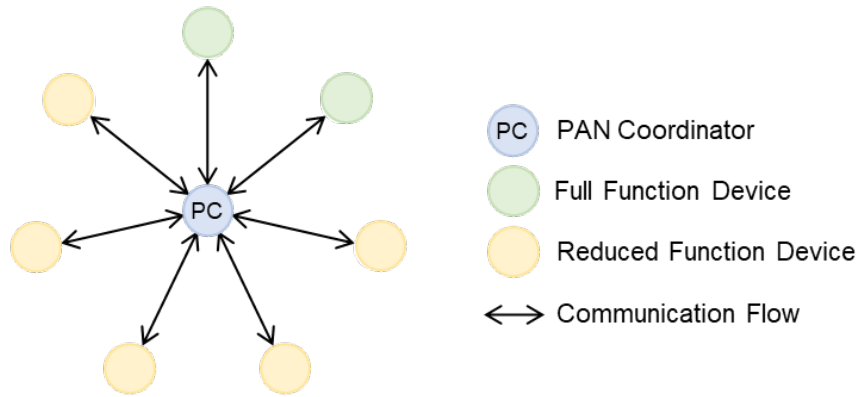 PC
PC PAN Coordinator
Full Function Device
Reduced Function Device
Communication Flow